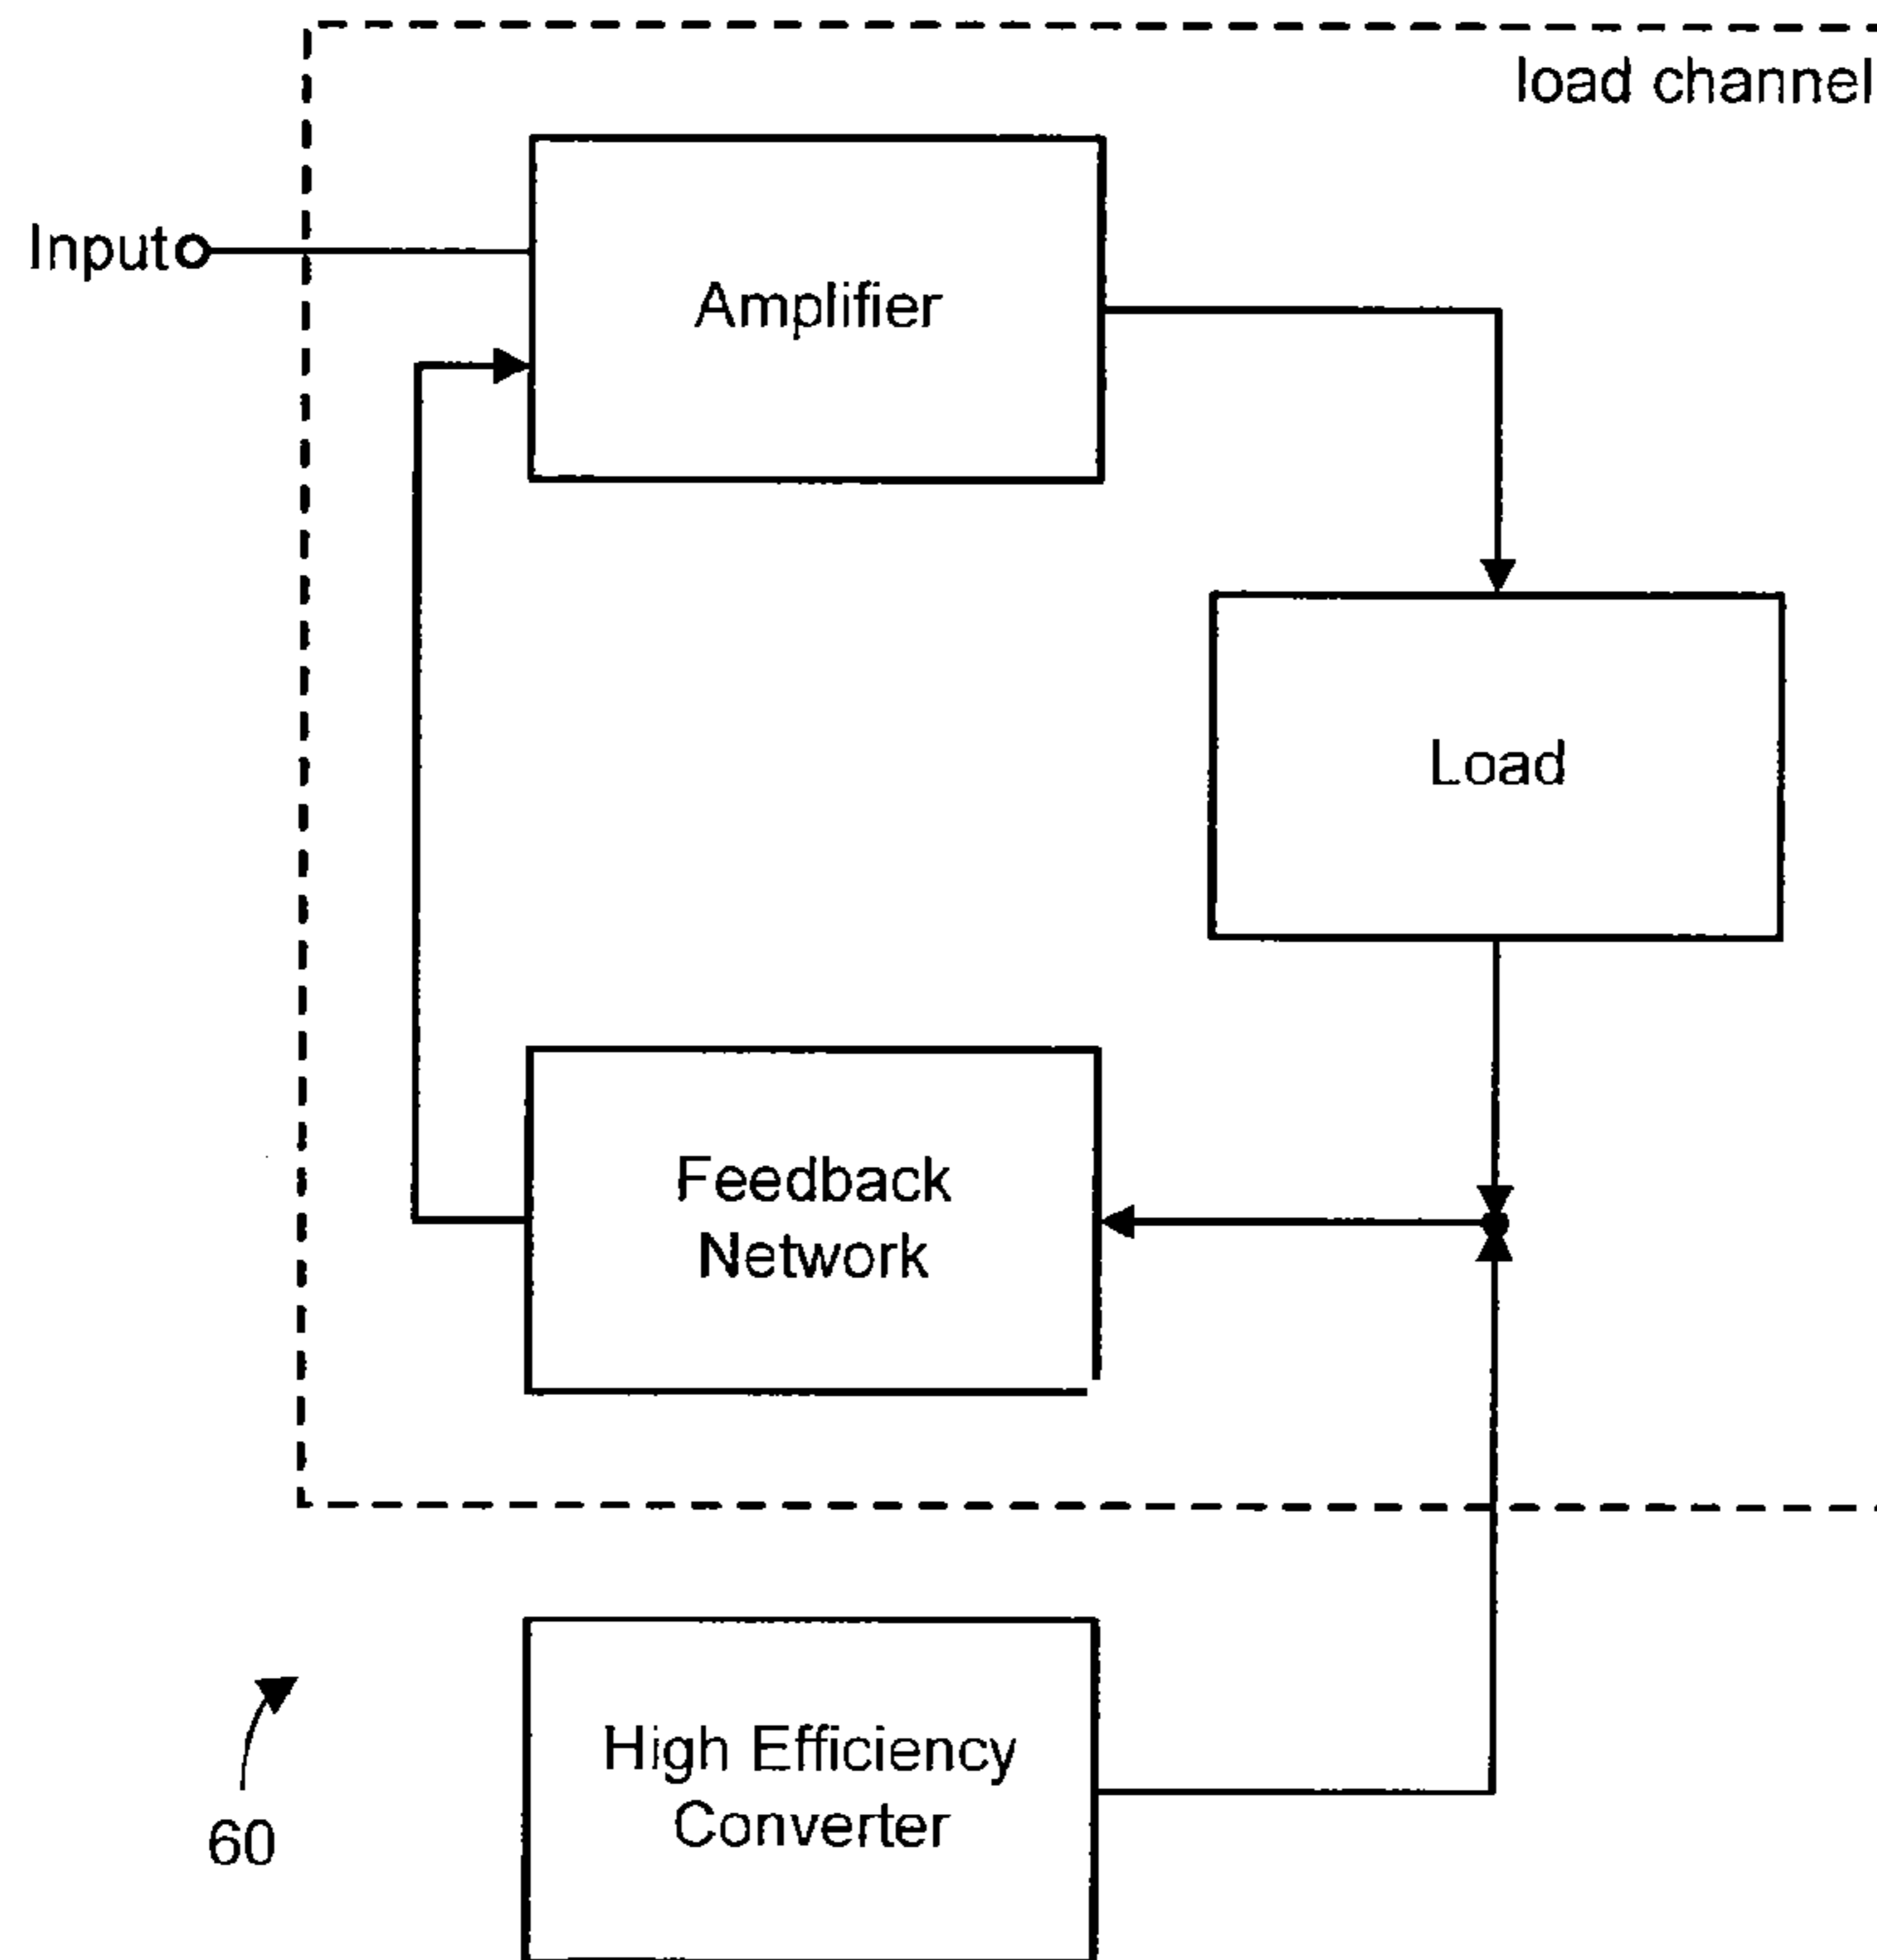 load channel
Input
Amplifier
Load
Feedback
Network
High Efficiency
Converter
60